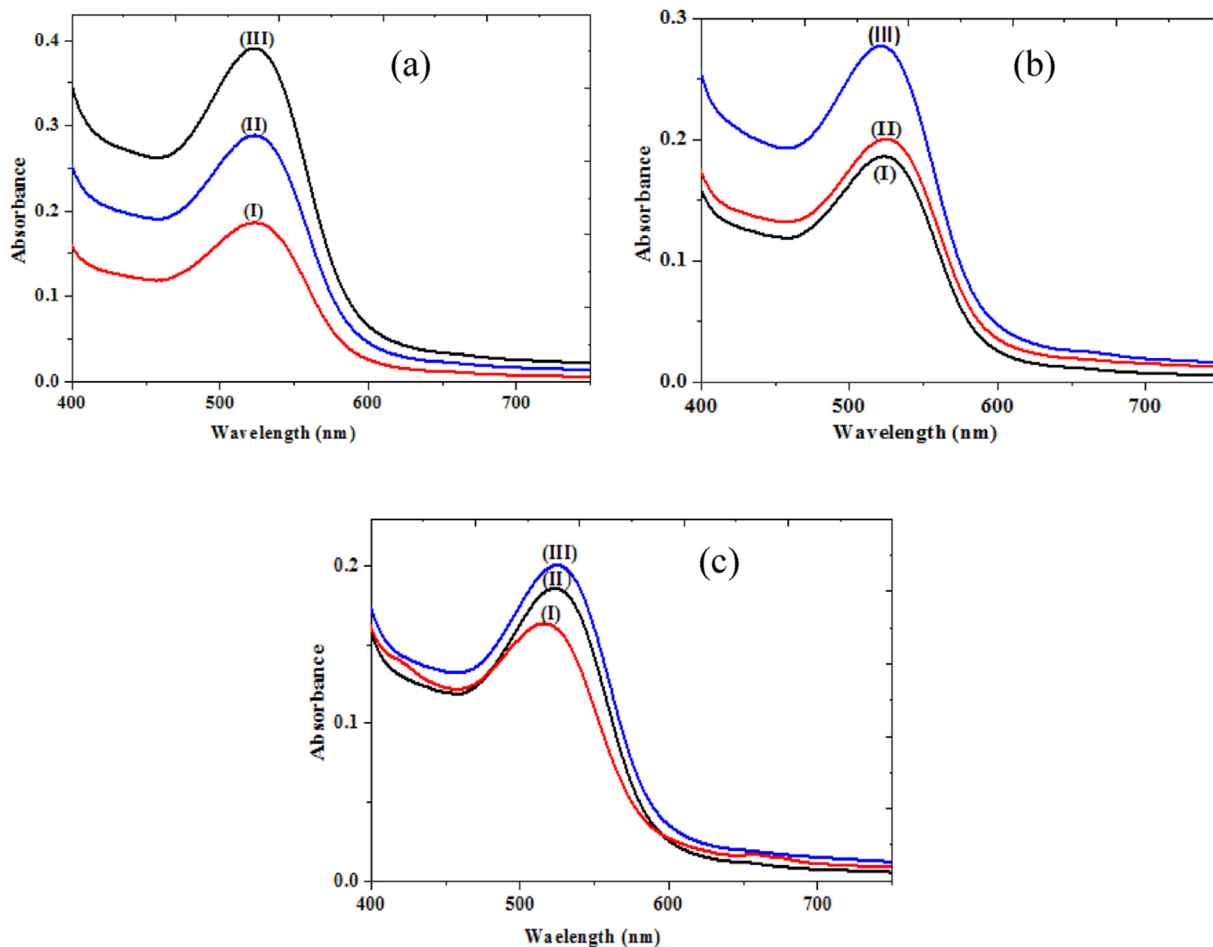 (a)
(III)
(II)
(I)
0.4
0.3
0.2
0.1
0.0
Absorbance
400
500
600
700
Wavelength (nm)
(b)
(III)
(II)
(I)
0.3
0.2
0.1
0.0
Absorbance
400
500
600
700
Wavelength (nm)
(c)
(III)
(II)
(I)
0.2
0.1
0.0
Absorbance
400
500
600
700
Waelength (nm)